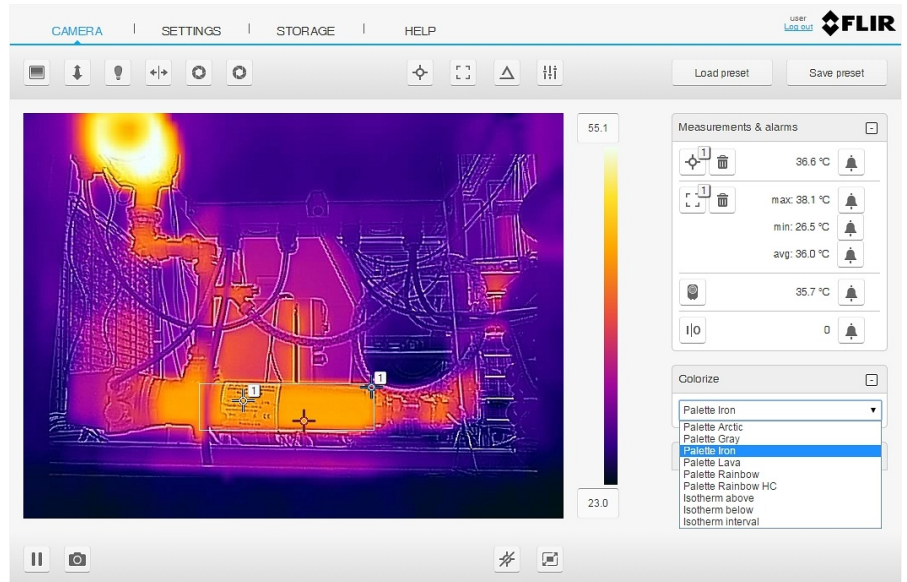 CAMERA
SETTINGS
STORAGE
HELP
user
Log out
FLIR
Load preset
Save preset
55.1
23.0
1
1
Measurements & alarms
1
36.6 °C
1
max: 38.1 °C
min: 26.5 °C
avg: 36.0 °C
35.7 °C
I|O
0
Colorize
Palette Iron
Palette Arctic
Palette Gray
Palette Iron
Palette Lava
Palette Rainbow
Palette Rainbow HC
Isotherm above
Isotherm below
Isotherm interval